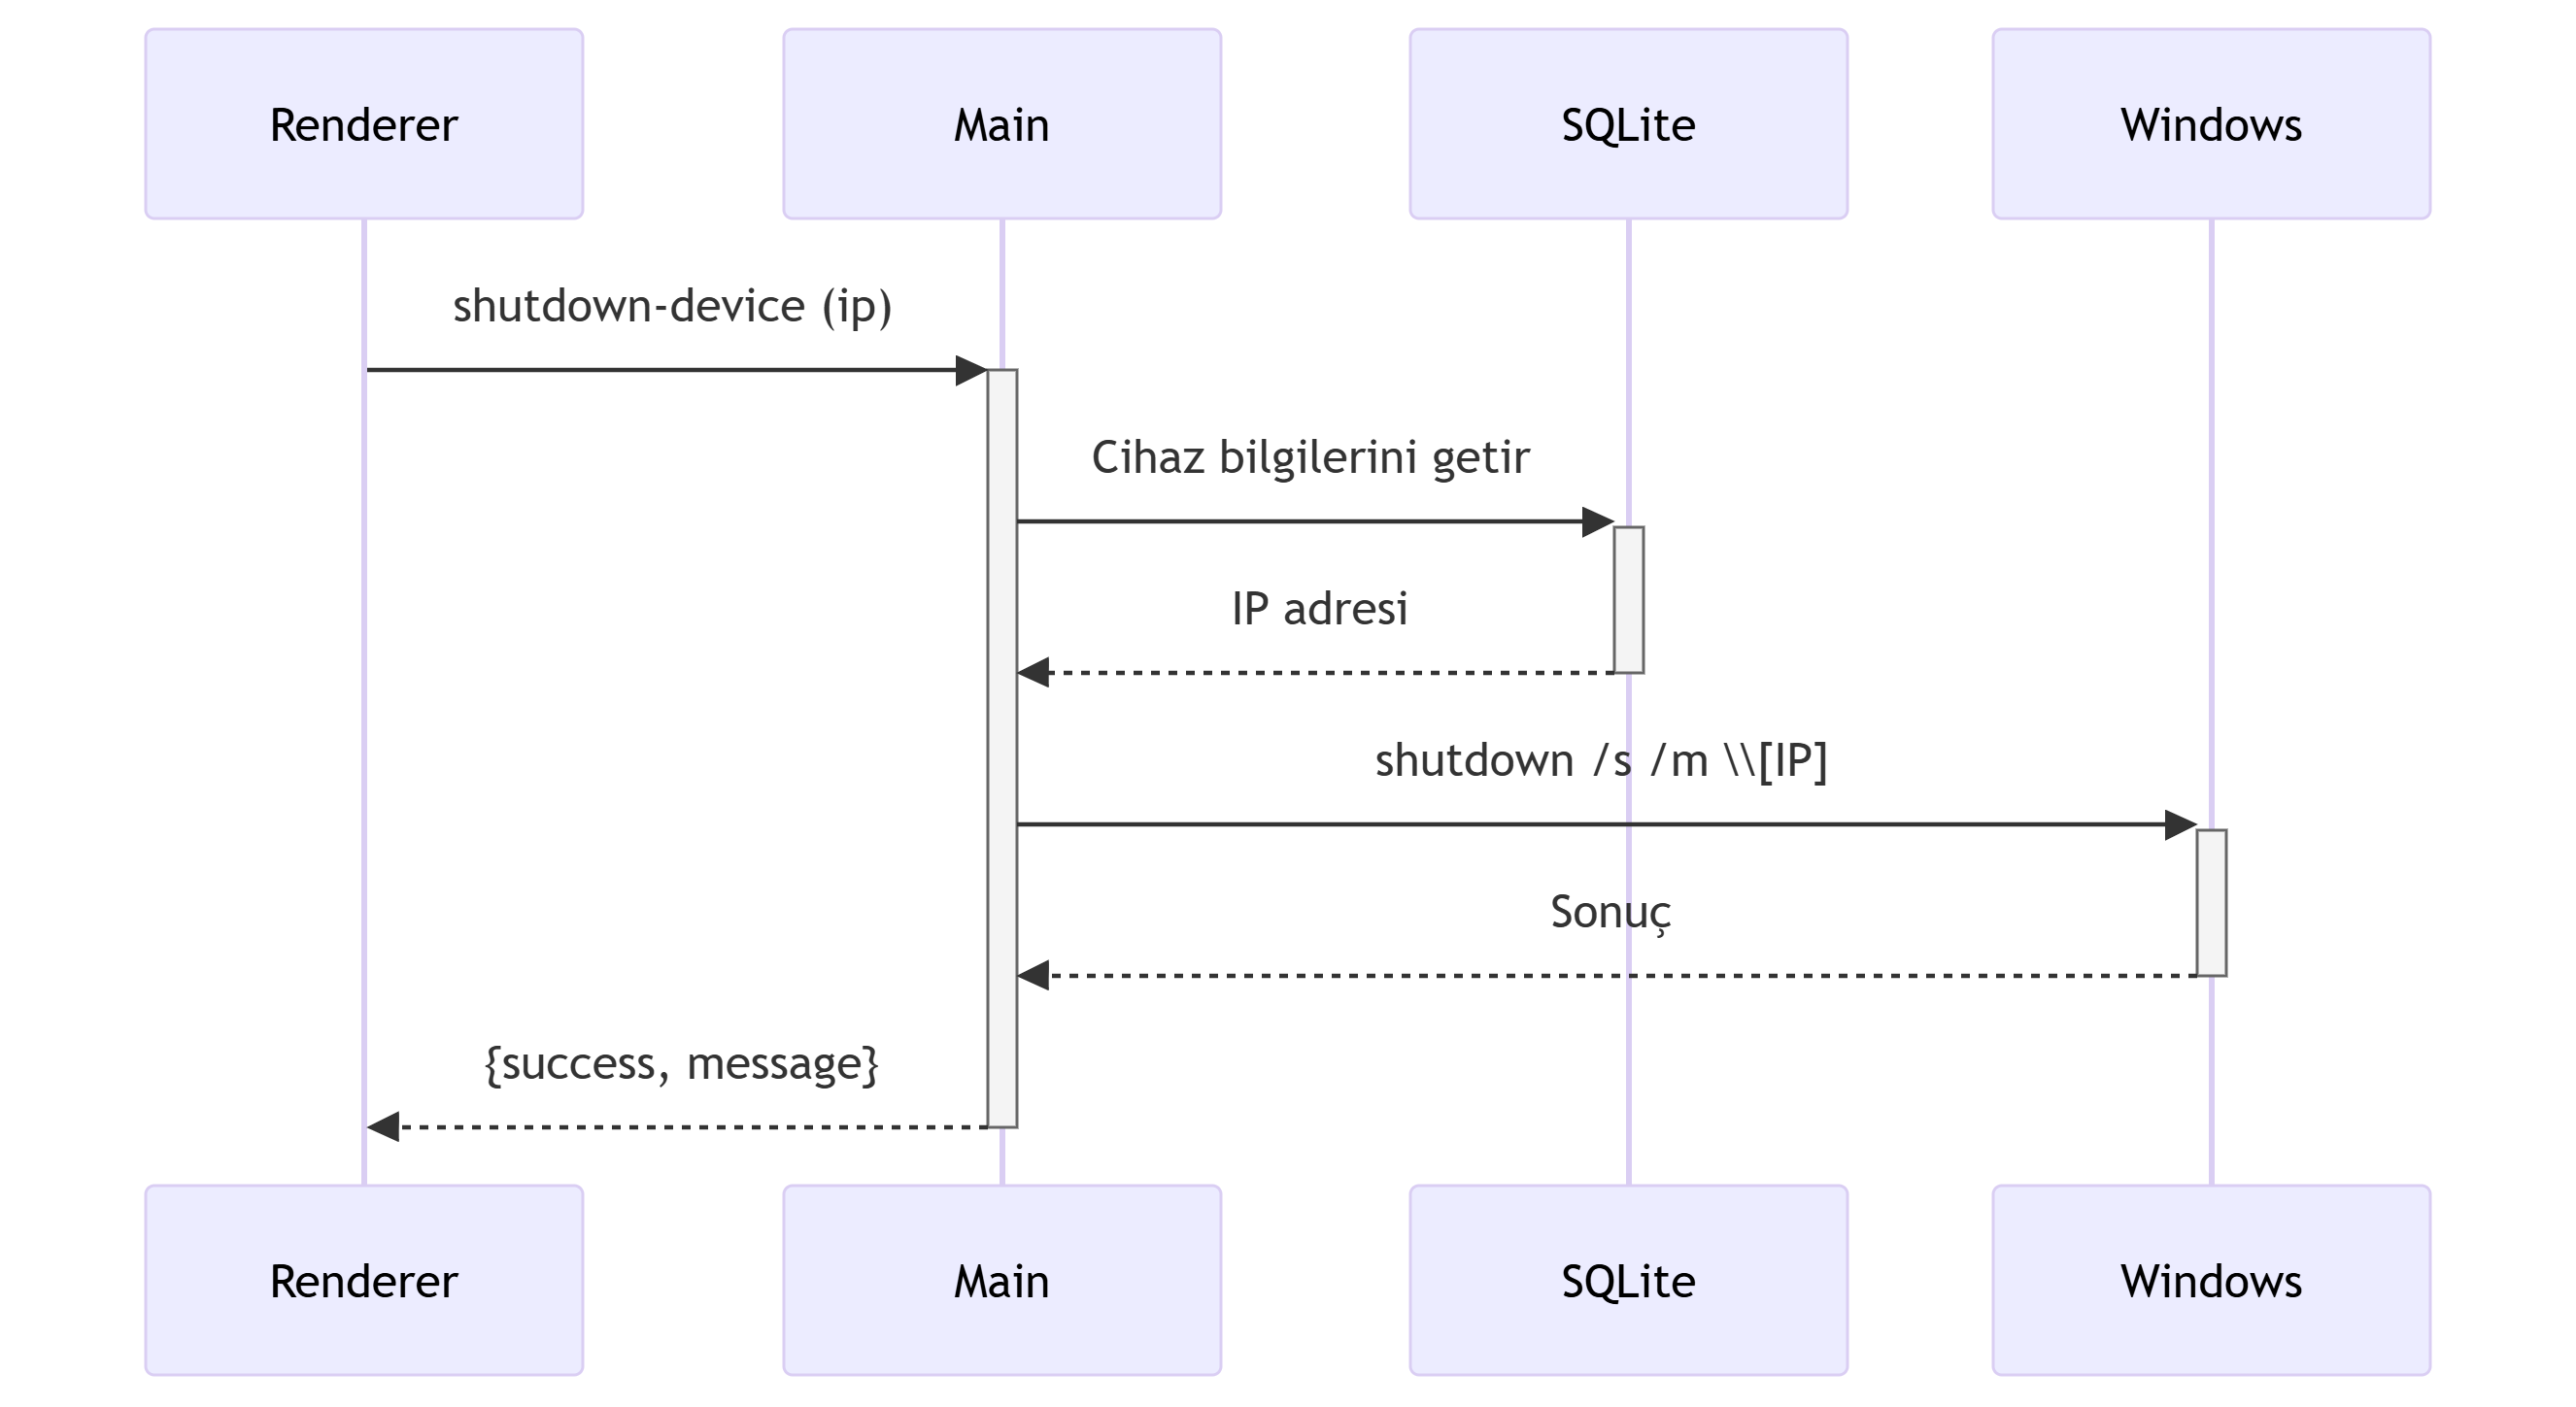 Renderer
Main
SQLite
Windows
shutdown-device (ip)
Cihaz bilgilerini getir
IP adresi
shutdown /s /m \\[IP]
Sonuç
{success, message}
Renderer
Main
SQLite
Windows